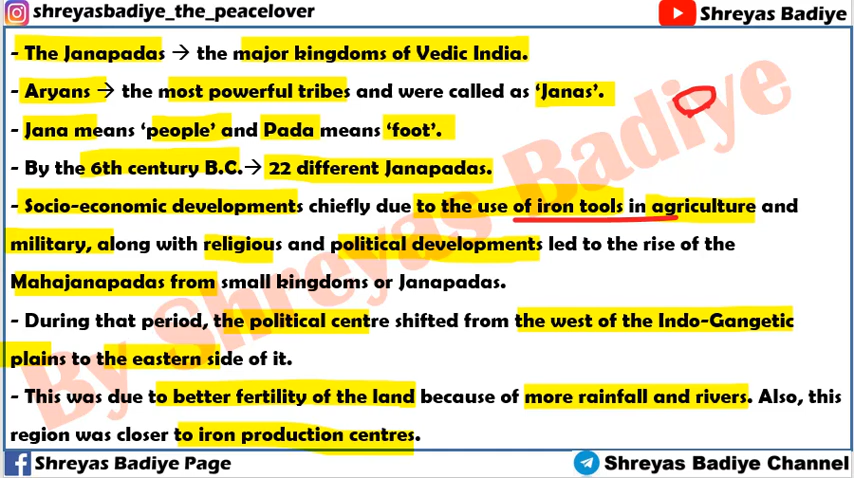 shreyasbadiye_the_peacelover
Shreyas Badiye
- The Janapadas → the major kingdoms of Vedic India.
- Aryans → the most powerful tribes and were called as ‘Janas’.
- Jana means ‘people’ and Pada means ‘foot’.
- By the 6th century B.C.→ 22 different Janapadas.
- Socio-economic developments chiefly due to the use of iron tools in agriculture and
military, along with religious and political developments led to the rise of the
Mahajanapadas from small kingdoms or Janapadas.
- During that period, the political centre shifted from the west of the Indo-Gangetic
plains to the eastern side of it.
- This was due to better fertility of the land because of more rainfall and rivers. Also, this
region was closer to iron production centres.
By Shreyas Badiye
Shreyas Badiye Page
Shreyas Badiye Channel